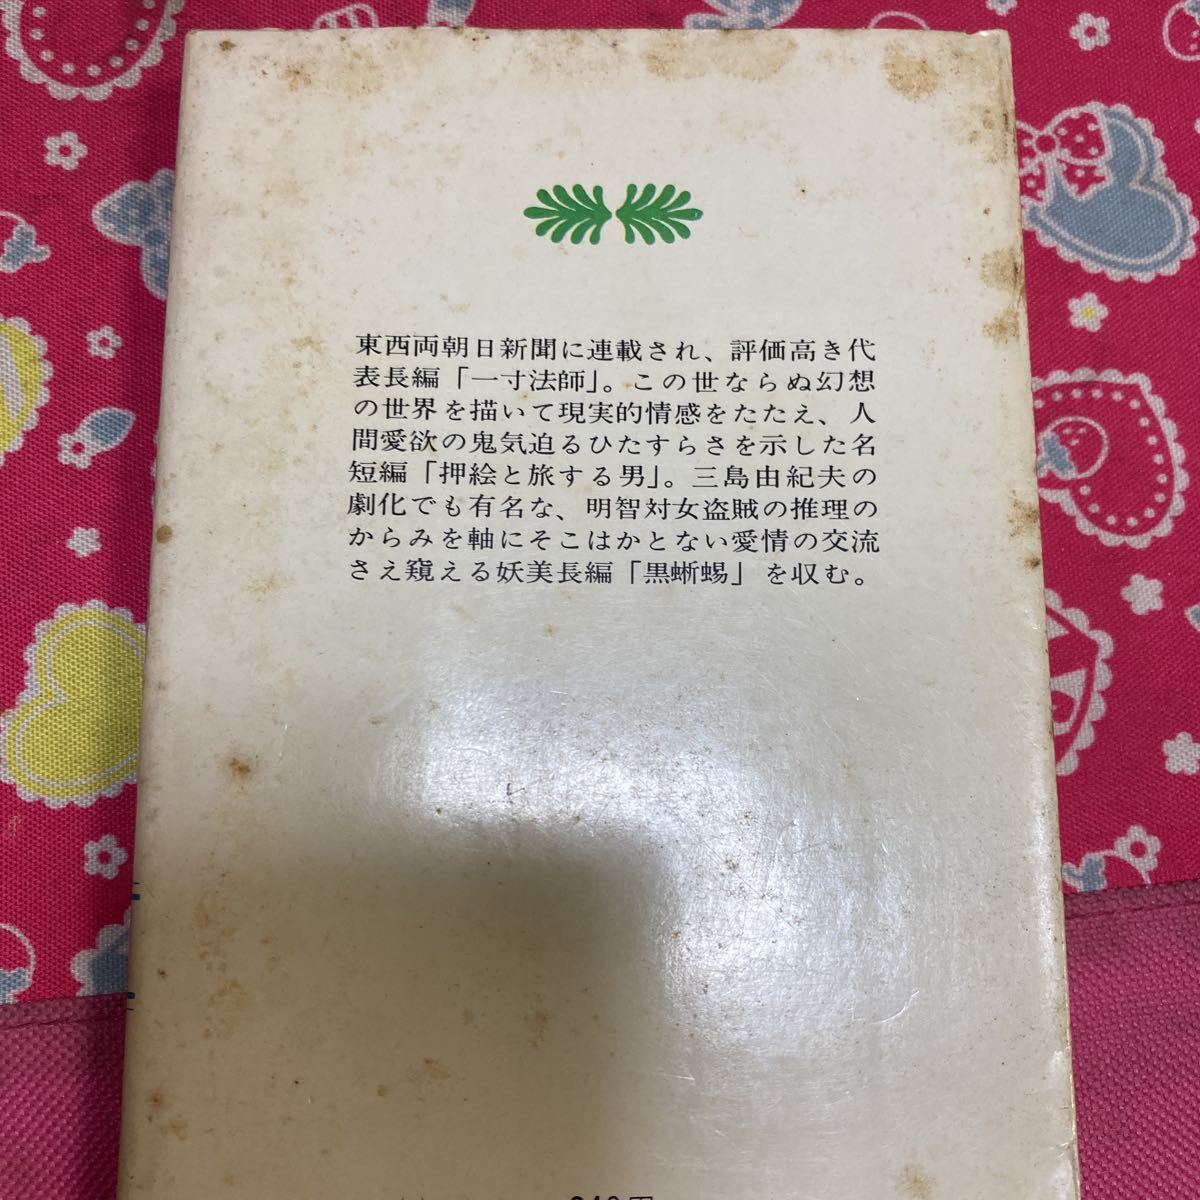 東西両朝日新聞に連載され、評価高き代
表長編「一寸法師」。この世ならぬ幻想
の世界を描いて現実的情感をたたえ、人
間愛欲の鬼気迫るひたすらさを示した名
短編「押絵と旅する男」。三島由紀夫の
劇化でも有名な、明智対女盗賊の推理の
からみを軸にそこはかとない愛情の交流
さえ窺える妖美長編「黒蜥蜴」を収む。